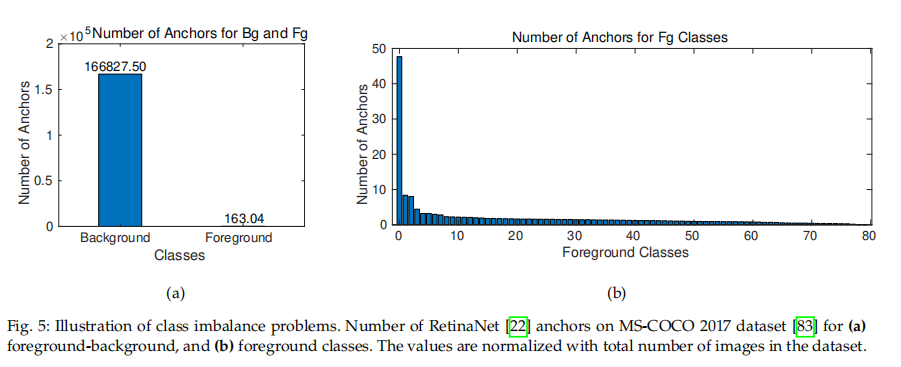 ×10⁵ Number of Anchors for Bg and Fg
2
1.5
1
0.5
0
Number of Anchors
166827.50
163.04
Background Foreground
Classes
(a)
Number of Anchors for Fg Classes
50
40
30
20
10
0
Number of Anchors
0 10 20 30 40 50 60 70 80
Foreground Classes
(b)
Fig. 5: Illustration of class imbalance problems. Number of RetinaNet [22] anchors on MS-COCO 2017 dataset [83] for (a)
foreground-background, and (b) foreground classes. The values are normalized with total number of images in the dataset.